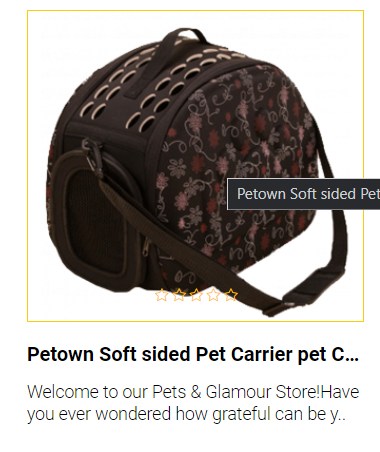 Petown Soft sided Pet
Petown Soft sided Pet Carrier pet C...
Welcome to our Pets & Glamour Store!Have
you ever wondered how grateful can be y..